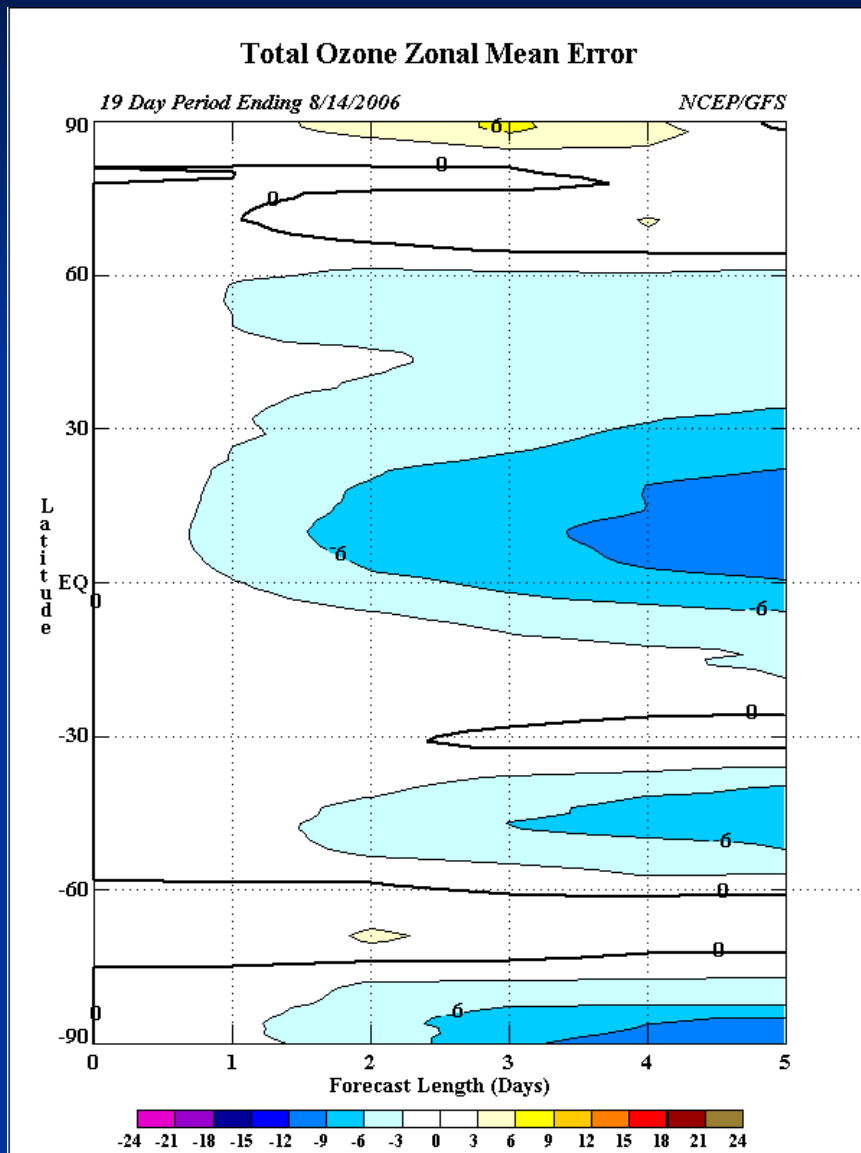 Total Ozone Zonal Mean Error
19 Day Period Ending 8/14/2006 NCEP/GFS
90
6
0
0
60
30
Latitude
-6
EQ
0
-6
0
-30
-6
-60
0
0
0
6
-90
0 1 2 3 4 5
Forecast Length (Days)
-24 -21 -18 -15 -12 -9 -6 -3 0 3 6 9 12 15 18 21 24